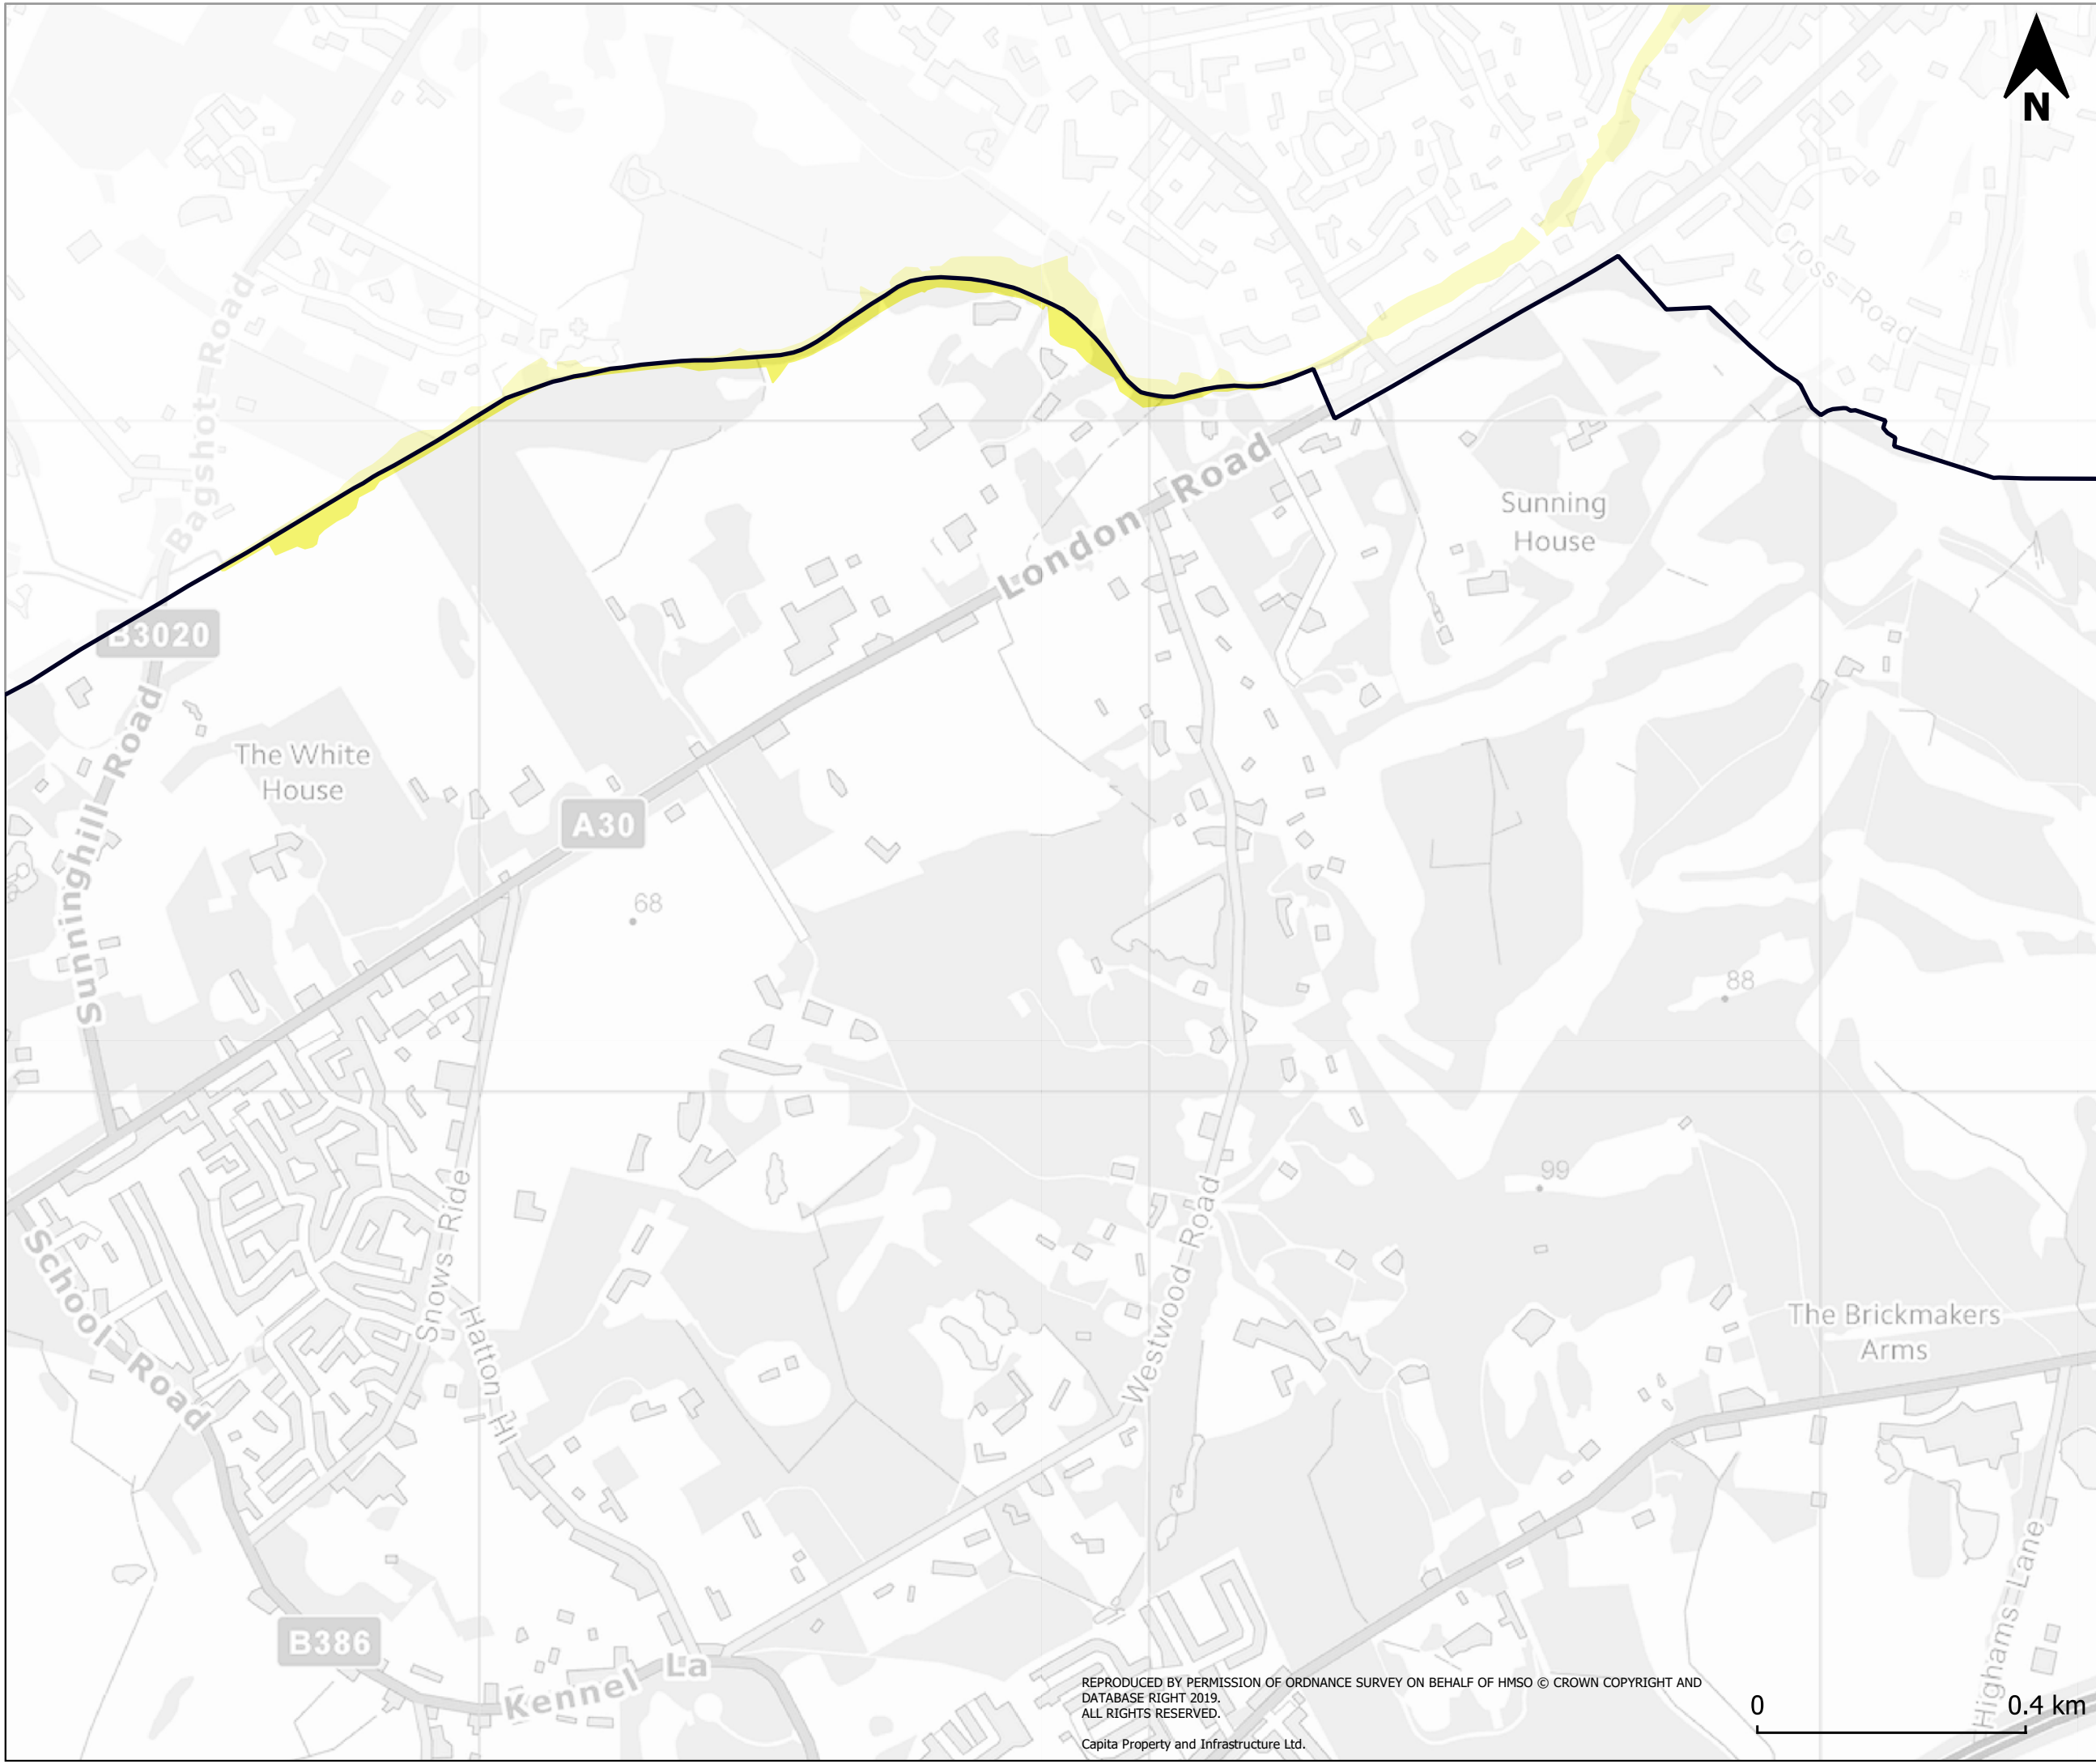 N
Cross Road
Bagshot Road
London Road
Sunning
House
B3020
Sunninghill Road
The White
House
A30
68
88
99
Snows Ride
Westwood Road
School Road
Hatton Hl
The Brickmakers
Arms
Highams Lane
B386
Kennel La
REPRODUCED BY PERMISSION OF ORDNANCE SURVEY ON BEHALF OF HMSO © CROWN COPYRIGHT AND
DATABASE RIGHT 2019.
ALL RIGHTS RESERVED.
Capita Property and Infrastructure Ltd.
0 0.4 km